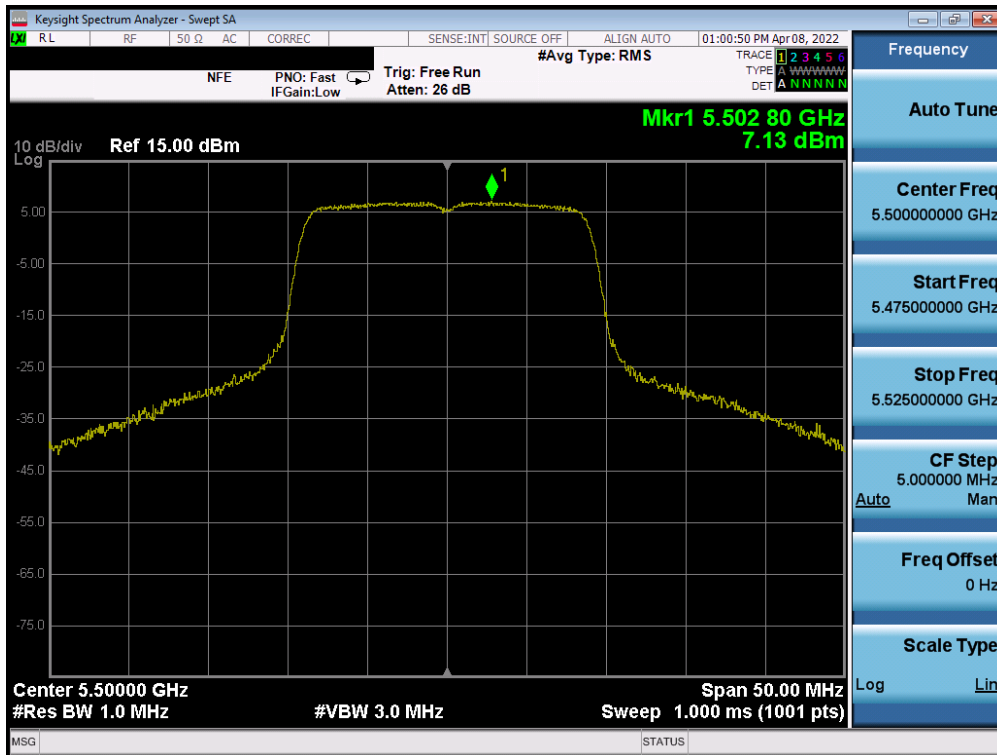 Keysight Spectrum Analyzer - Swept SA
LXI RL RF 50 Ω AC CORREC SENSE:INT SOURCE OFF ALIGN AUTO 01:00:50 PM Apr 08, 2022
NFE PNO: Fast Trig: Free Run #Avg Type: RMS TRACE 1 2 3 4 5 6
IFGain:Low Atten: 26 dB TYPE A WWWWW
DET A N N N N N
Mkr1 5.502 80 GHz
7.13 dBm
10 dB/div Ref 15.00 dBm
Log
1
5.00
-5.00
-15.0
-25.0
-35.0
-45.0
-55.0
-65.0
-75.0
Center 5.50000 GHz Span 50.00 MHz
#Res BW 1.0 MHz #VBW 3.0 MHz Sweep 1.000 ms (1001 pts)
MSG STATUS
Frequency
Auto Tune
Center Freq
5.500000000 GHz
Start Freq
5.475000000 GHz
Stop Freq
5.525000000 GHz
CF Step
5.000000 MHz
Auto Man
Freq Offset
0 Hz
Scale Type
Log Lin